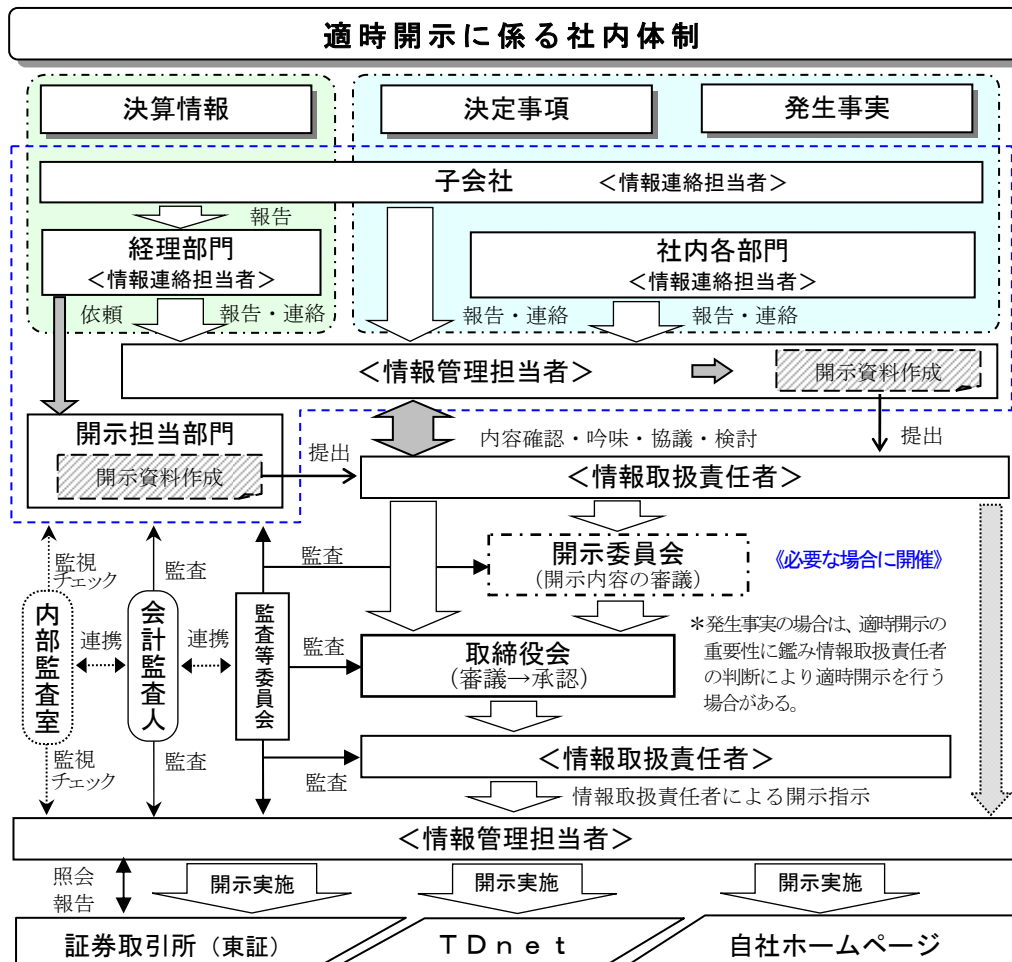 適時開示に係る社内体制
決算情報
決定事項
発生事実
子会社 ＜情報連絡担当者＞
報告
経理部門
＜情報連絡担当者＞
社内各部門
＜情報連絡担当者＞
依頼
報告・連絡
報告・連絡
報告・連絡
＜情報管理担当者＞
開示資料作成
開示担当部門
開示資料作成
提出
内容確認・吟味・協議・検討
提出
＜情報取扱責任者＞
監視
チェック
監査
監査
開示委員会
（開示内容の審議）
《必要な場合に開催》
内部監査室
連携
会計監査人
連携
監査等委員会
監査
取締役会
（審議→承認）
＊発生事実の場合は、適時開示の
重要性に鑑み情報取扱責任者
の判断により適時開示を行う
場合がある。
監視
チェック
監査
監査
＜情報取扱責任者＞
情報取扱責任者による開示指示
＜情報管理担当者＞
照会
報告
開示実施
開示実施
開示実施
証券取引所（東証）
ＴＤｎｅｔ
自社ホームページ